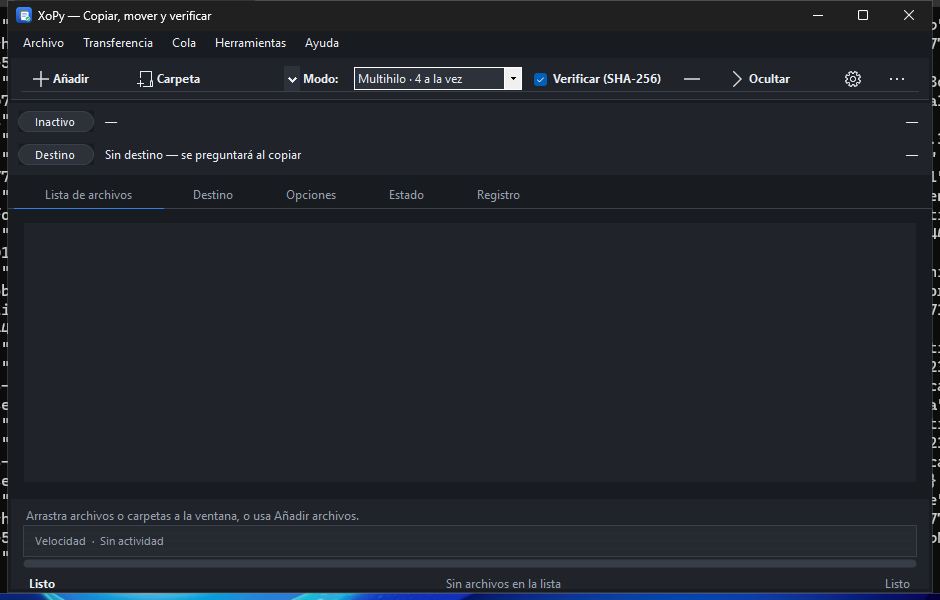 XoPy — Copiar, mover y verificar
Archivo Transferencia Cola Herramientas Ayuda
Añadir Carpeta Modo: Multihilo · 4 a la vez Verificar (SHA-256) — Ocultar ...
Inactivo — —
Destino Sin destino — se preguntará al copiar —
Lista de archivos Destino Opciones Estado Registro
Arrastra archivos o carpetas a la ventana, o usa Añadir archivos.
Velocidad · Sin actividad
Listo Sin archivos en la lista Listo